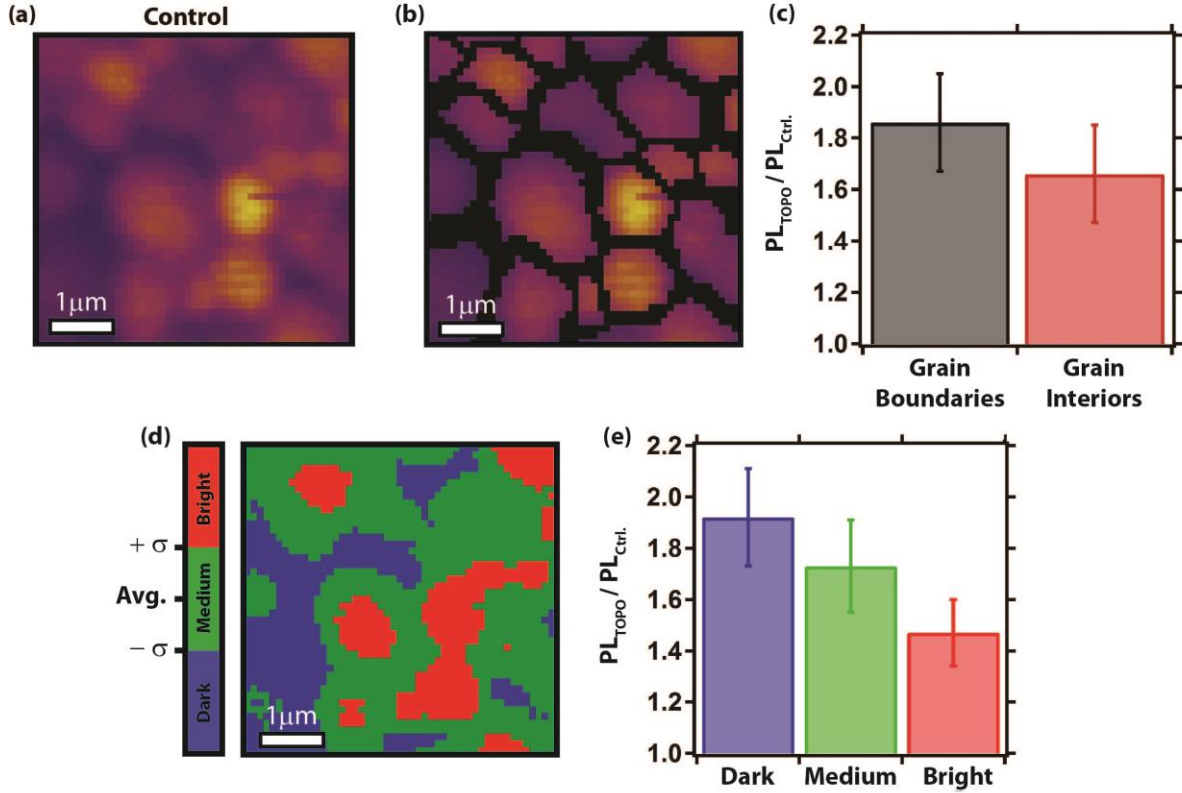 (a)
Control
1μm
(b)
1μm
(c)
PL_TOPO / PL_Ctrl.
2.2
2.0
1.8
1.6
1.4
1.2
1.0
Grain
Boundaries
Grain
Interiors
(d)
Bright
Medium
Dark
+ σ
Avg.
− σ
1μm
(e)
PL_TOPO / PL_Ctrl.
2.2
2.0
1.8
1.6
1.4
1.2
1.0
Dark
Medium
Bright